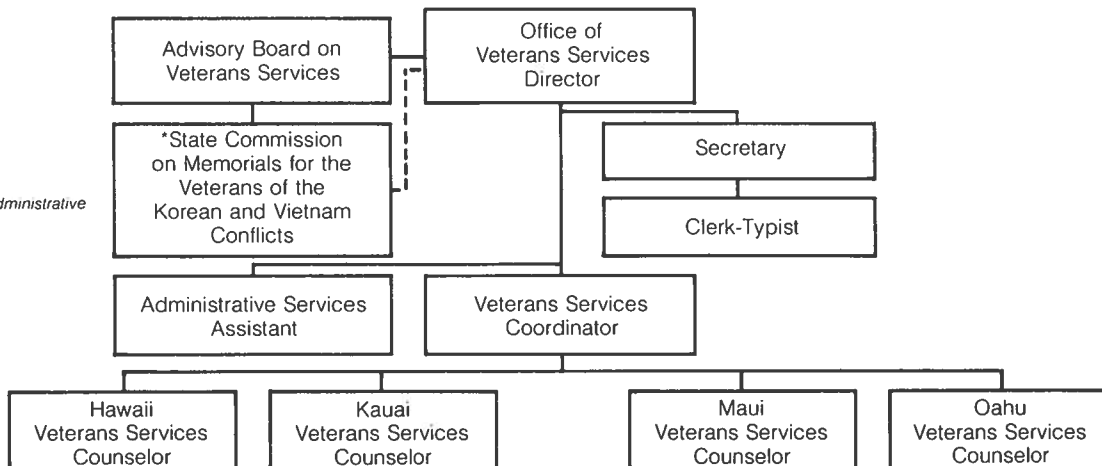 Advisory Board on
Veterans Services
Office of
Veterans Services
Director
*State Commission
on Memorials for the
Veterans of the
Korean and Vietnam
Conflicts
Secretary
Clerk-Typist
Administrative Services
Assistant
Veterans Services
Coordinator
Hawaii
Veterans Services
Counselor
Kauai
Veterans Services
Counselor
Maui
Veterans Services
Counselor
Oahu
Veterans Services
Counselor